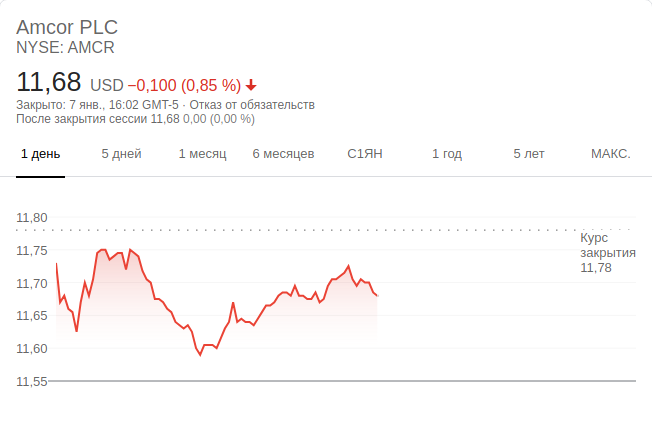 Amcor PLC
NYSE: AMCR
11,68 USD −0,100 (0,85 %)
Закрыто: 7 янв., 16:02 GMT-5 · Отказ от обязательств
После закрытия сессии 11,68 0,00 (0,00 %)
1 день 5 дней 1 месяц 6 месяцев С1ЯН 1 год 5 лет МАКС.
11,80
11,75
11,70
11,65
11,60
11,55
Курс
закрытия
11,78